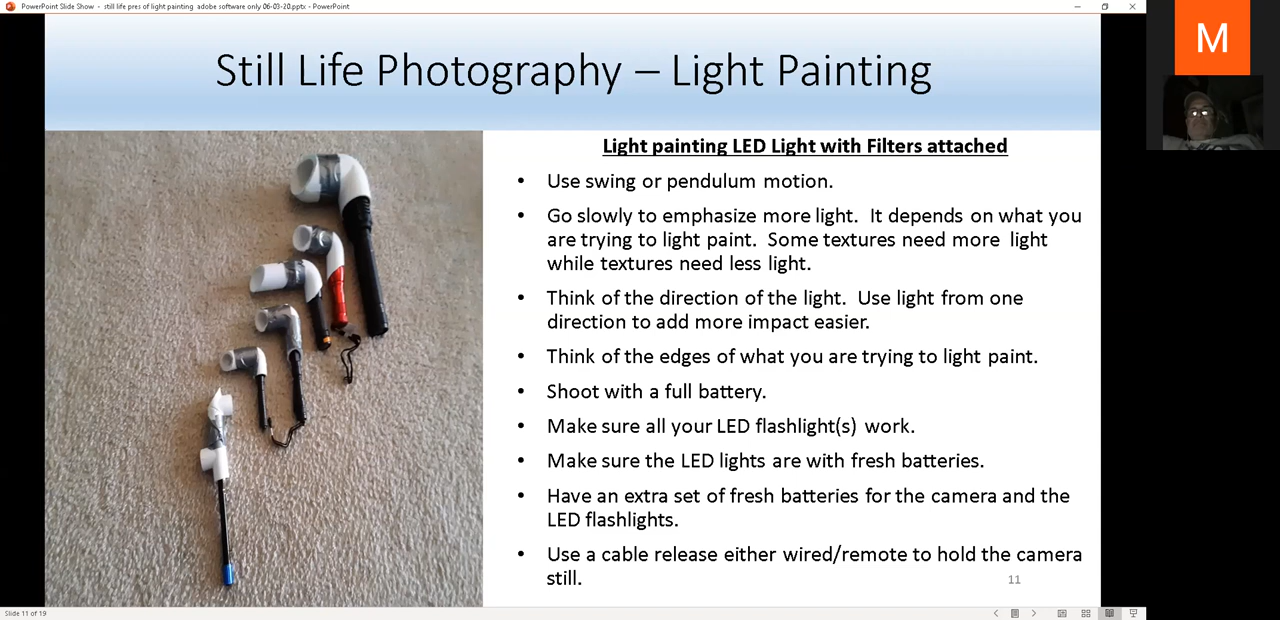 PowerPoint Slide Show - still life pres of light painting adobe software only 06-03-20.pptx - PowerPoint
M
Still Life Photography – Light Painting
Light painting LED Light with Filters attached
• Use swing or pendulum motion.
• Go slowly to emphasize more light. It depends on what you
are trying to light paint. Some textures need more light
while textures need less light.
• Think of the direction of the light. Use light from one
direction to add more impact easier.
• Think of the edges of what you are trying to light paint.
• Shoot with a full battery.
• Make sure all your LED flashlight(s) work.
• Make sure the LED lights are with fresh batteries.
• Have an extra set of fresh batteries for the camera and the
LED flashlights.
• Use a cable release either wired/remote to hold the camera
still.
11
Slide 11 of 19